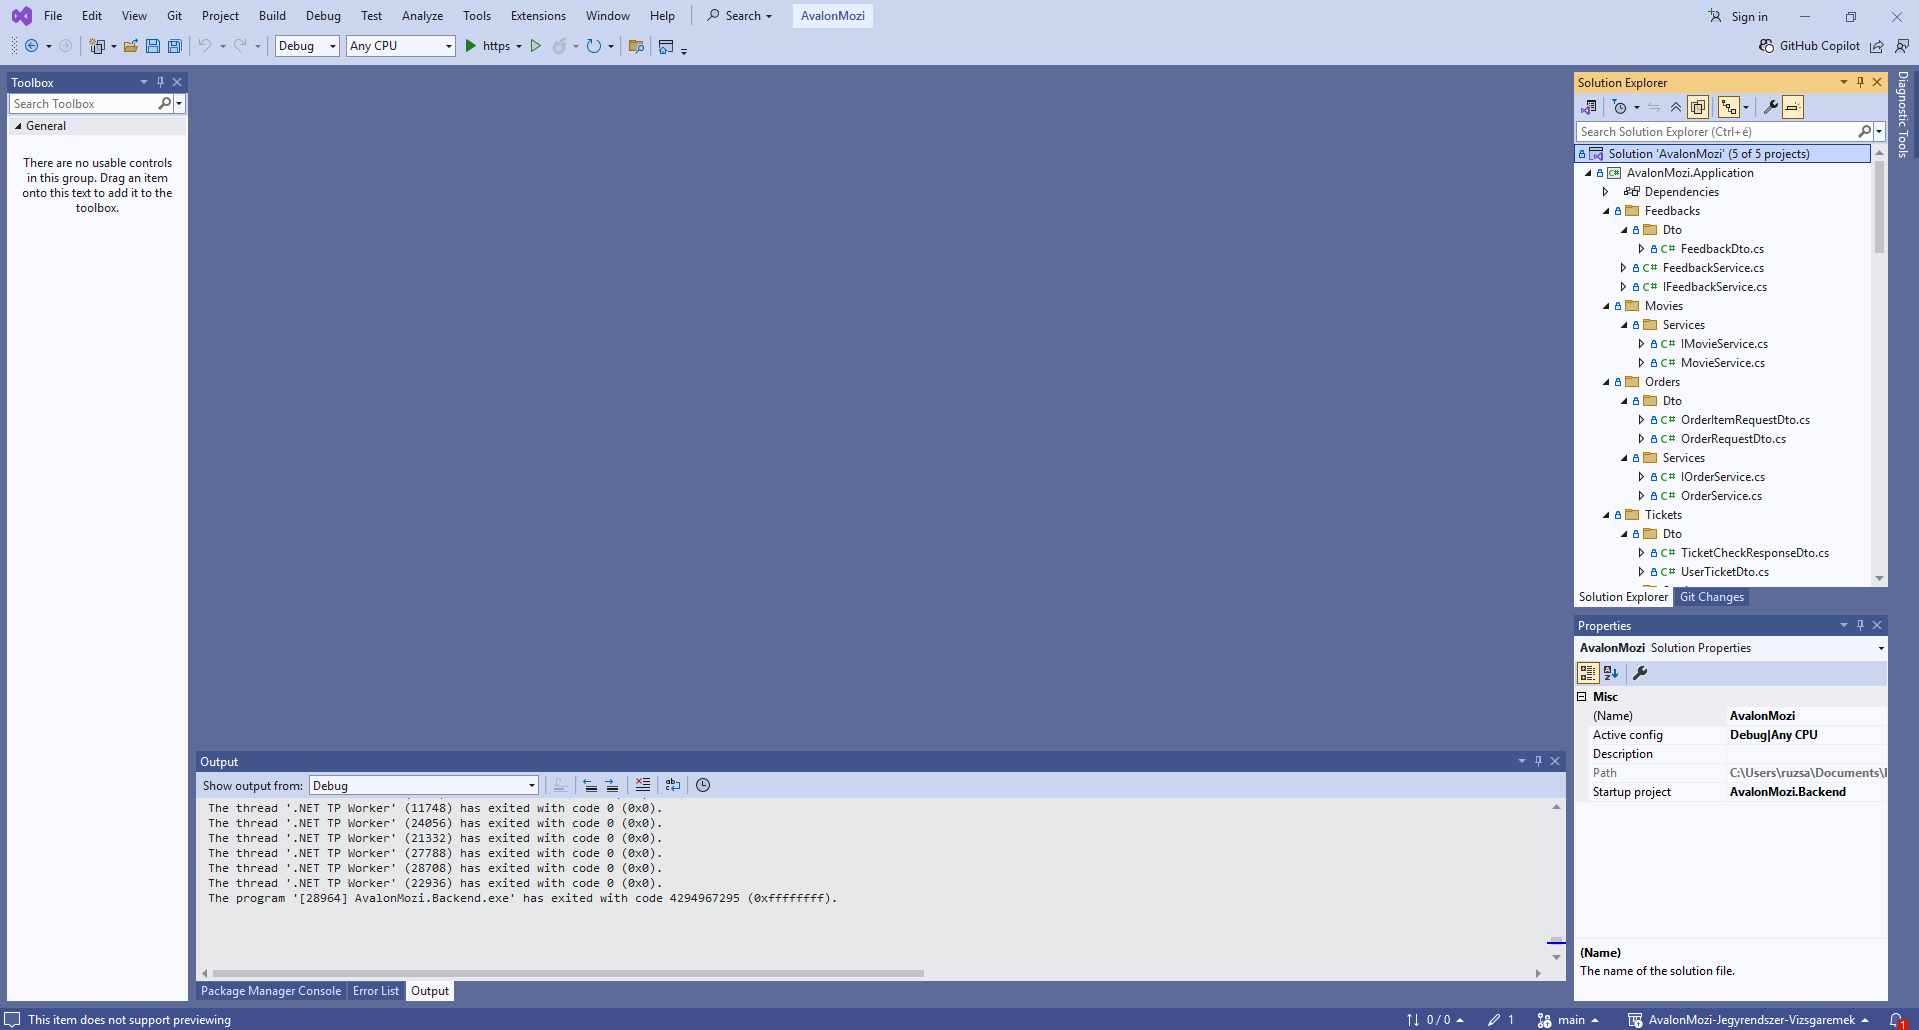 File Edit View Git Project Build Debug Test Analyze Tools Extensions Window Help Search AvalonMozi Sign in
Debug Any CPU https GitHub Copilot
Toolbox
Search Toolbox
General
There are no usable controls
in this group. Drag an item
onto this text to add it to the
toolbox.
Solution Explorer
Search Solution Explorer (Ctrl+é)
Solution 'AvalonMozi' (5 of 5 projects)
AvalonMozi.Application
Dependencies
Feedbacks
Dto
C# FeedbackDto.cs
C# FeedbackService.cs
C# IFeedbackService.cs
Movies
Services
C# IMovieService.cs
C# MovieService.cs
Orders
Dto
C# OrderItemRequestDto.cs
C# OrderRequestDto.cs
Services
C# IOrderService.cs
C# OrderService.cs
Tickets
Dto
C# TicketCheckResponseDto.cs
C# UserTicketDto.cs
Solution Explorer Git Changes
Diagnostic Tools
Properties
AvalonMozi Solution Properties
Misc
(Name) AvalonMozi
Active config Debug|Any CPU
Description
Path C:\Users\ruzsa\Documents\
Startup project AvalonMozi.Backend
(Name)
The name of the solution file.
Output
Show output from: Debug
The thread '.NET TP Worker' (11748) has exited with code 0 (0x0).
The thread '.NET TP Worker' (24056) has exited with code 0 (0x0).
The thread '.NET TP Worker' (21332) has exited with code 0 (0x0).
The thread '.NET TP Worker' (27788) has exited with code 0 (0x0).
The thread '.NET TP Worker' (28708) has exited with code 0 (0x0).
The thread '.NET TP Worker' (22936) has exited with code 0 (0x0).
The program '[28964] AvalonMozi.Backend.exe' has exited with code 4294967295 (0xffffffff).
Package Manager Console Error List Output
This item does not support previewing 0 / 0 1 main AvalonMozi-Jegyrendszer-Vizsgaremek 1